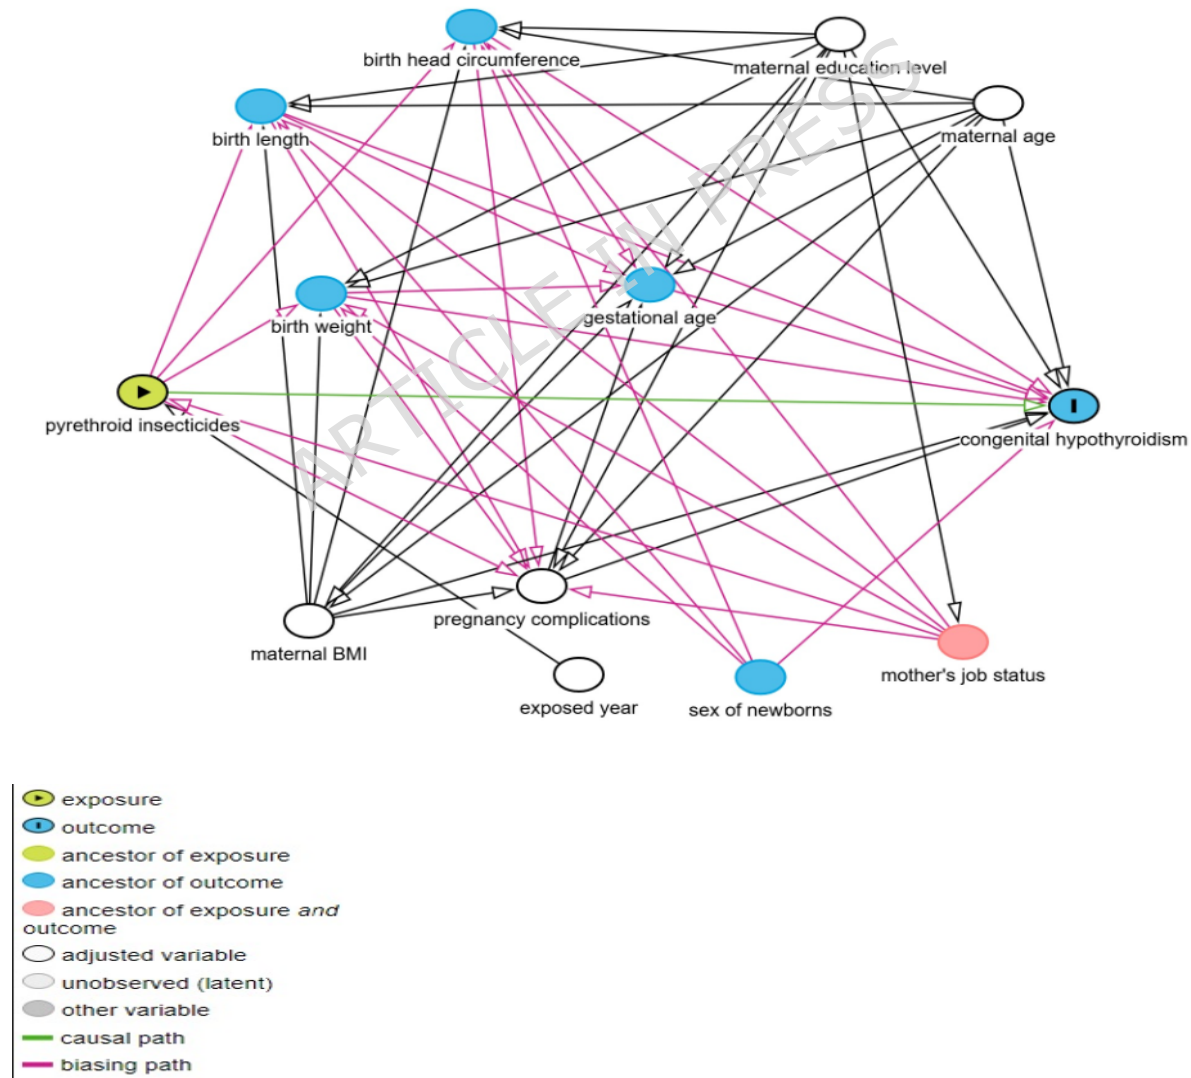 birth head circumference
maternal education level
birth length
maternal age
ARTICLE IN PRESS
gestational age
birth weight
pyrethroid insecticides
congenital hypothyroidism
pregnancy complications
maternal BMI
mother's job status
exposed year
sex of newborns
exposure
outcome
ancestor of exposure
ancestor of outcome
ancestor of exposure and
outcome
adjusted variable
unobserved (latent)
other variable
causal path
biasing path